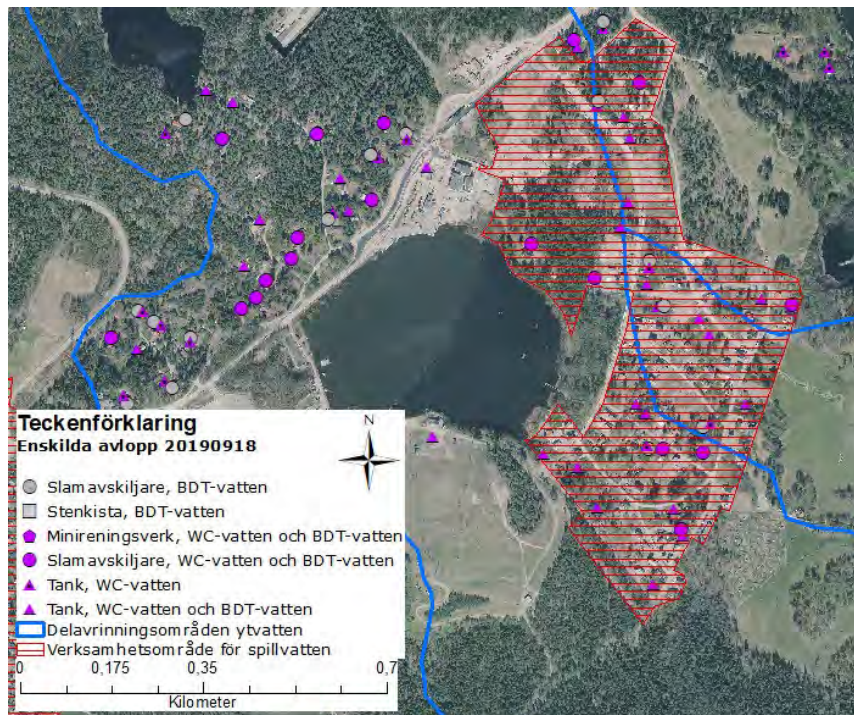 Teckenförklaring
Enskilda avlopp 20190918
N
Slamavskiljare, BDT-vatten
Stenkista, BDT-vatten
Minireningsverk, WC-vatten och BDT-vatten
Slamavskiljare, WC-vatten och BDT-vatten
Tank, WC-vatten
Tank, WC-vatten och BDT-vatten
Delavrinningsområden ytvatten
Verksamhetsområde för spillvatten
0 0,175 0,35 0,7
Kilometer